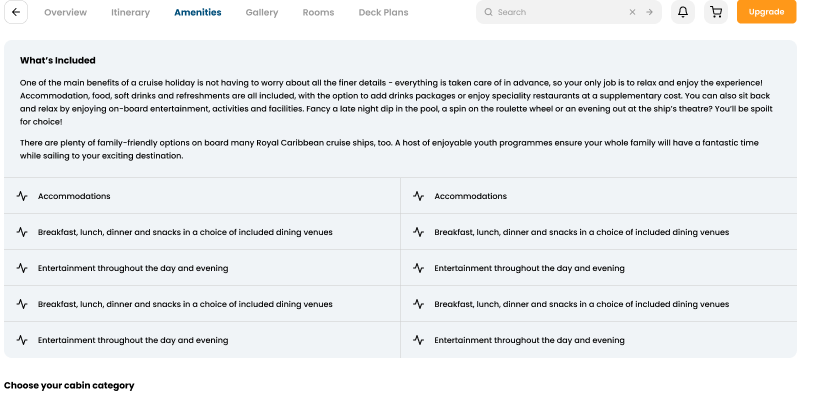 Overview Itinerary Amenities Gallery Rooms Deck Plans Search Upgrade
What's Included
One of the main benefits of a cruise holiday is not having to worry about all the finer details - everything is taken care of in advance, so your only job is to relax and enjoy the experience!
Accommodation, food, soft drinks and refreshments are all included, with the option to add drinks packages or enjoy speciality restaurants at a supplementary cost. You can also sit back
and relax by enjoying on-board entertainment, activities and facilities. Fancy a late night dip in the pool, a spin on the roulette wheel or an evening out at the ship's theatre? You'll be spoilt
for choice!
There are plenty of family-friendly options on board many Royal Caribbean cruise ships, too. A host of enjoyable youth programmes ensure your whole family will have a fantastic time
while sailing to your exciting destination.
Accommodations Accommodations
Breakfast, lunch, dinner and snacks in a choice of included dining venues Breakfast, lunch, dinner and snacks in a choice of included dining venues
Entertainment throughout the day and evening Entertainment throughout the day and evening
Breakfast, lunch, dinner and snacks in a choice of included dining venues Breakfast, lunch, dinner and snacks in a choice of included dining venues
Entertainment throughout the day and evening Entertainment throughout the day and evening
Choose your cabin category